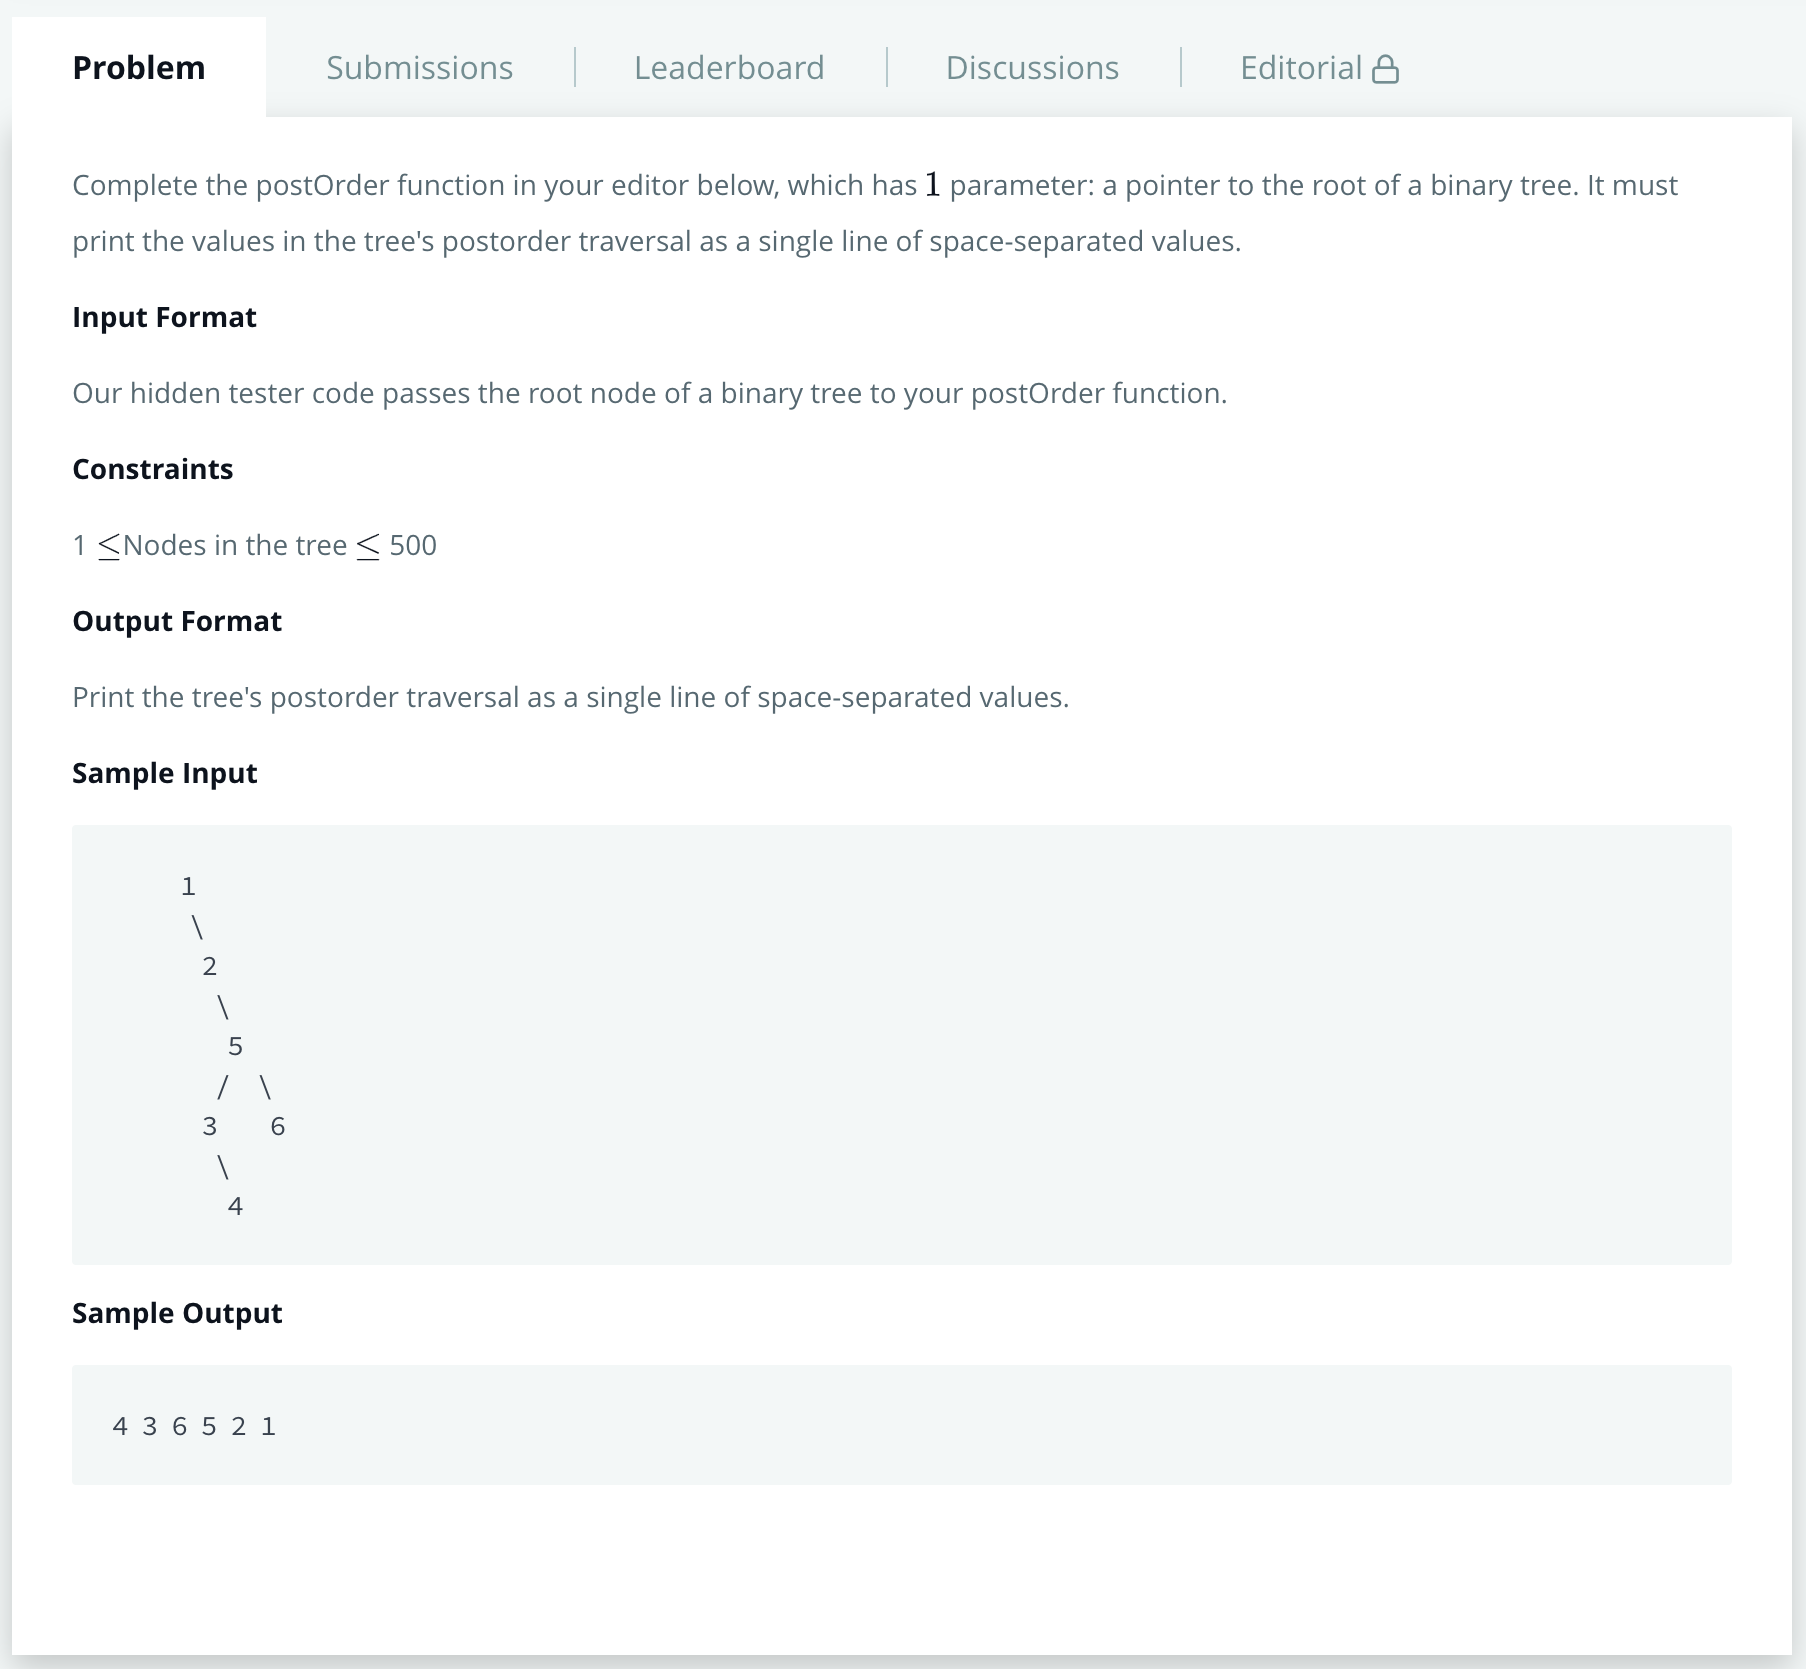 Problem Submissions Leaderboard Discussions Editorial
Complete the postOrder function in your editor below, which has 1 parameter: a pointer to the root of a binary tree. It must
print the values in the tree's postorder traversal as a single line of space-separated values.
Input Format
Our hidden tester code passes the root node of a binary tree to your postOrder function.
Constraints
1 ≤Nodes in the tree ≤ 500
Output Format
Print the tree's postorder traversal as a single line of space-separated values.
Sample Input
1
\
2
\
5
/ \
3 6
\
4
Sample Output
4 3 6 5 2 1